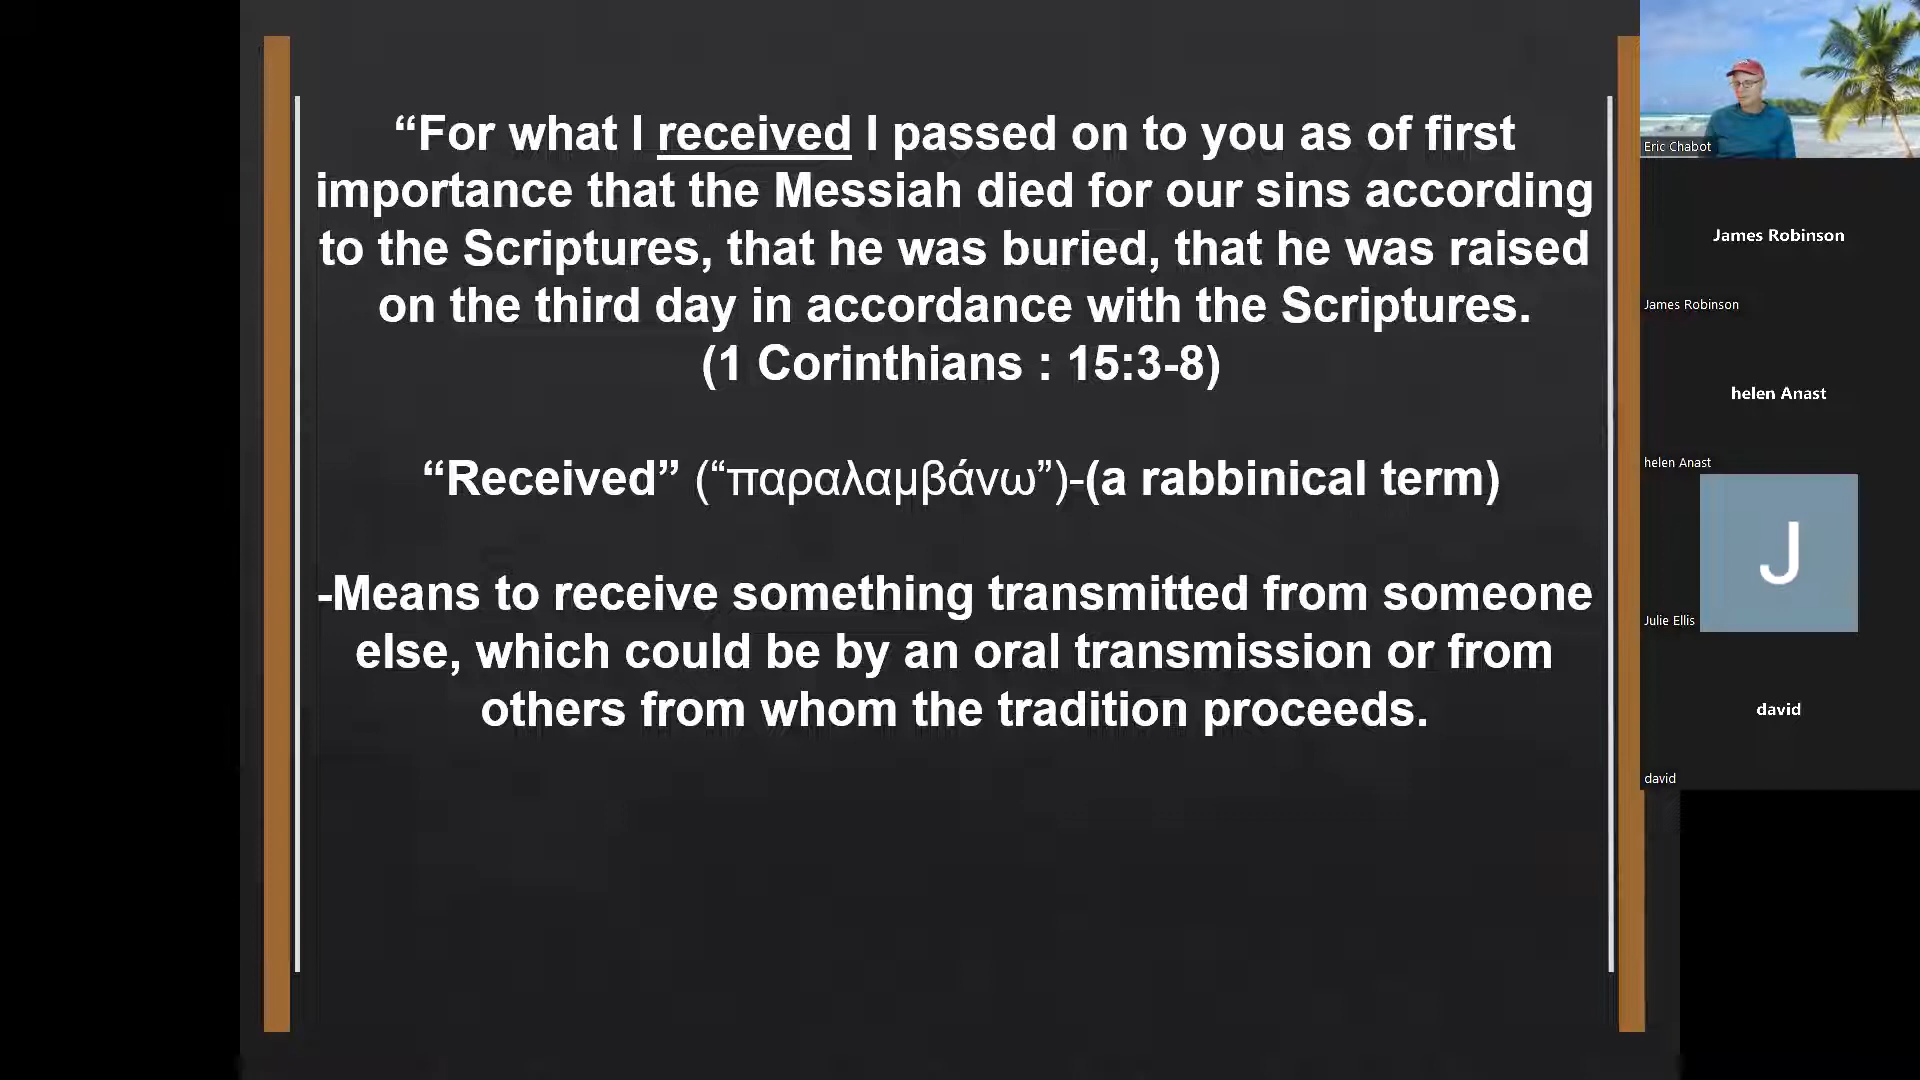 “For what I received I passed on to you as of first
importance that the Messiah died for our sins according
to the Scriptures, that he was buried, that he was raised
on the third day in accordance with the Scriptures.
(1 Corinthians : 15:3-8)
“Received” (“παραλαμβάνω”)-(a rabbinical term)
-Means to receive something transmitted from someone
else, which could be by an oral transmission or from
others from whom the tradition proceeds.
Eric Chabot
James Robinson
James Robinson
helen Anast
helen Anast
J
Julie Ellis
david
david